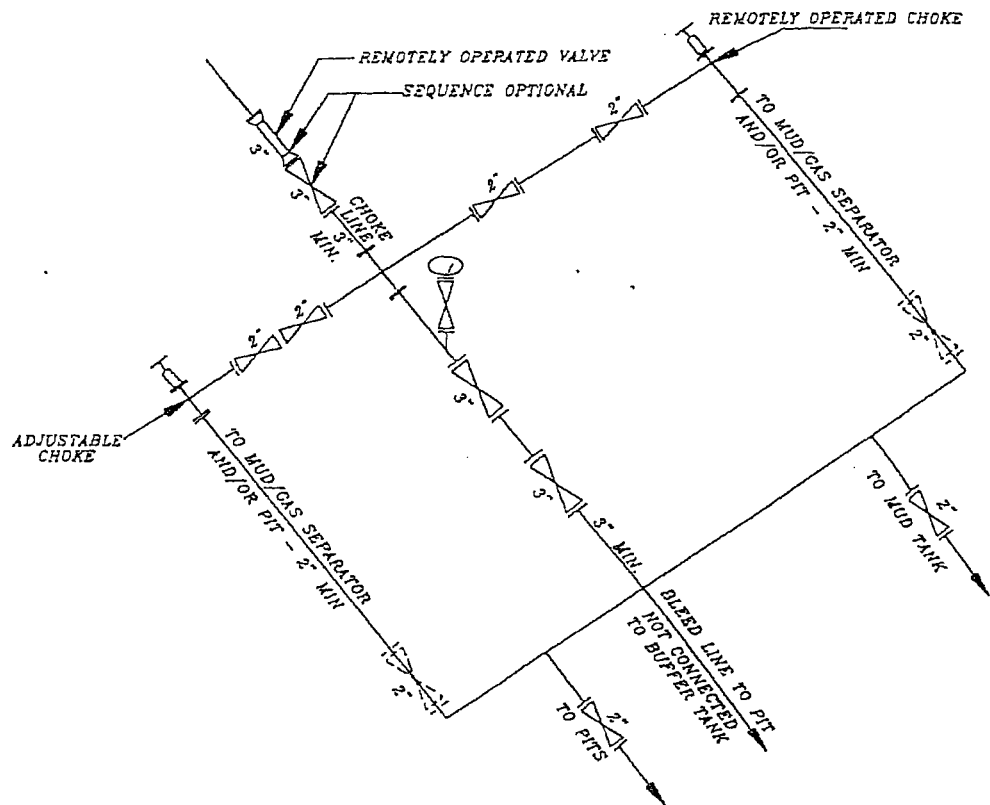 REMOTELY OPERATED CHOKE
REMOTELY OPERATED VALVE
SEQUENCE OPTIONAL
3"
3"
CHOKE
LINE
3"
MIN.
2"
2"
TO MUD/GAS SEPARATOR
AND/OR PIT - 2" MIN
2"
2"
2"
3"
3"
3" MIN.
ADJUSTABLE
CHOKE
TO MUD/GAS SEPARATOR
AND/OR PIT - 2" MIN
2"
2"
TO MUD TANK
BLEED LINE TO PIT
NOT CONNECTED
TO BUFFER TANK
2"
TO PITS